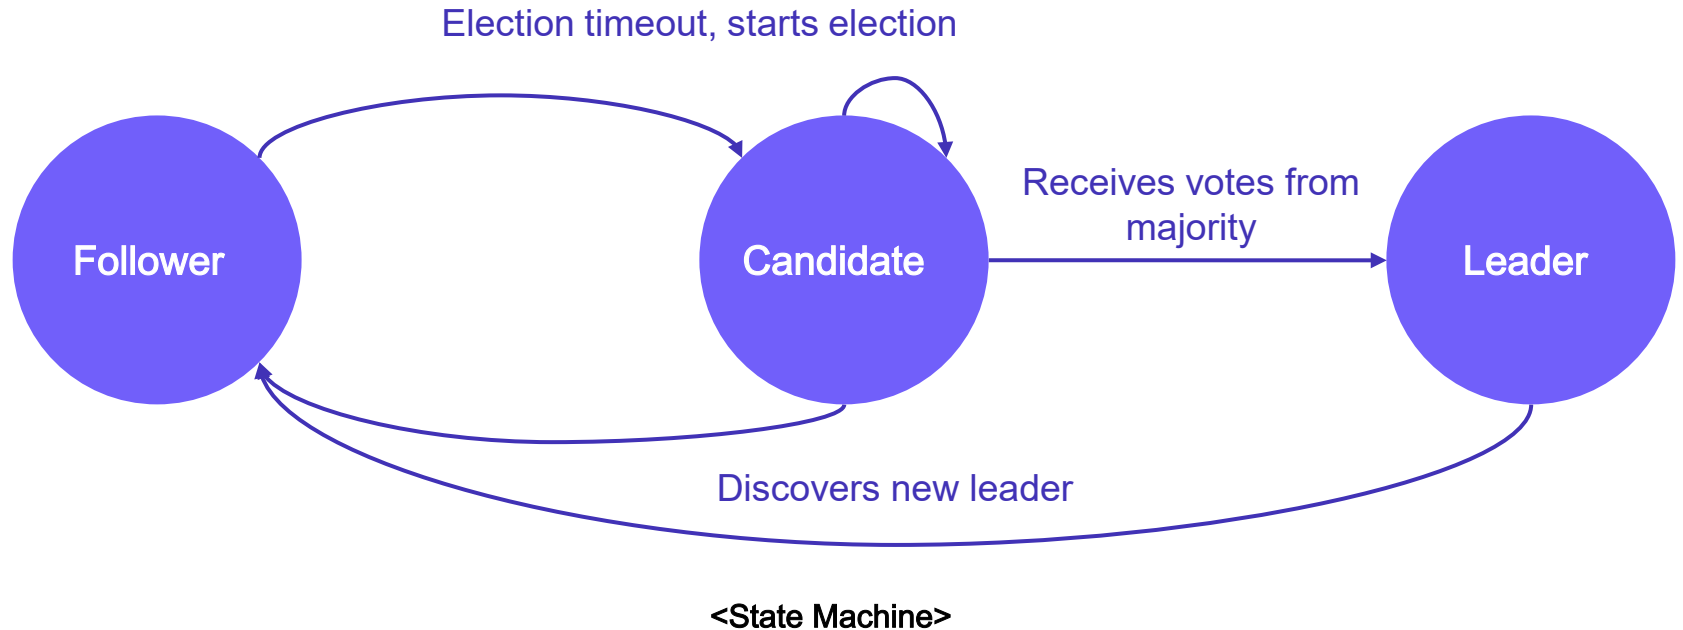 Election timeout, starts election
Receives votes from
majority
Follower
Candidate
Leader
Discovers new leader
<State Machine>